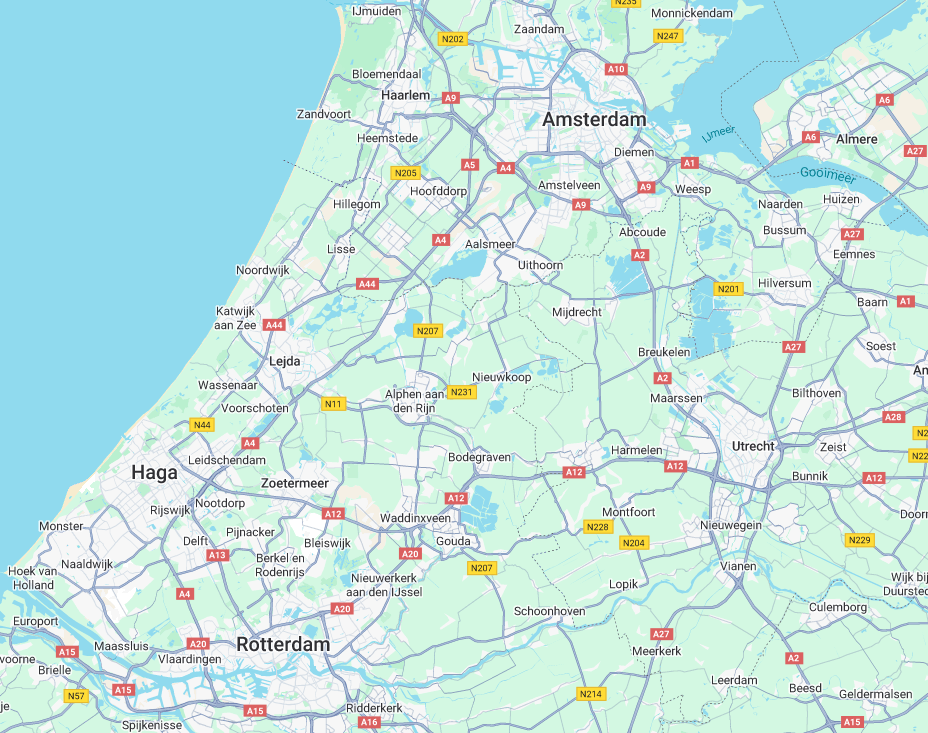 IJmuiden
N235
Monnickendam
Zaandam
N247
N202
A10
Bloemendaal
Haarlem
A9
A6
Zandvoort
Amsterdam
IJmeer
Heemstede
A6
Almere
A27
Diemen
A5
A4
A1
N205
Gooimeer
Hoofddorp
Amstelveen
A9
Weesp
Hillegom
A9
Naarden
Huizen
Abcoude
Bussum
A27
A4
Aalsmeer
Lisse
A2
Eemnes
Uithoorn
Noordwijk
A44
N201
Hilversum
Baarn
A1
Katwijk
aan Zee
A44
Mijdrecht
N207
Soest
A27
Breukelen
Lejda
Am
Nieuwkoop
A2
Wassenaar
Alphen aan
den Rijn
N231
Maarssen
Bilthoven
Voorschoten
N11
A28
N44
N2
A4
Utrecht
Zeist
Harmelen
Leidschendam
Bodegraven
N22
A12
A12
Haga
Bunnik
A12
Zoetermeer
A12
Nootdorp
Rijswijk
A12
Montfoort
Doorn
Waddinxveen
Monster
N228
Nieuwegein
Pijnacker
Delft
Bleiswijk
Gouda
N204
N229
A13
A20
Berkel en
Rodenrijs
Naaldwijk
Hoek van
Holland
N207
Vianen
Nieuwerkerk
aan den IJssel
Lopik
Wijk bij
Duurstede
A4
A20
Schoonhoven
Culemborg
Europort
A27
A20
Rotterdam
Maassluis
A15
Meerkerk
Vlaardingen
voorne
A2
Brielle
Leerdam
A15
Beesd
N57
N214
Geldermalsen
je
Ridderkerk
A15
A16
Spijkenisse
A15